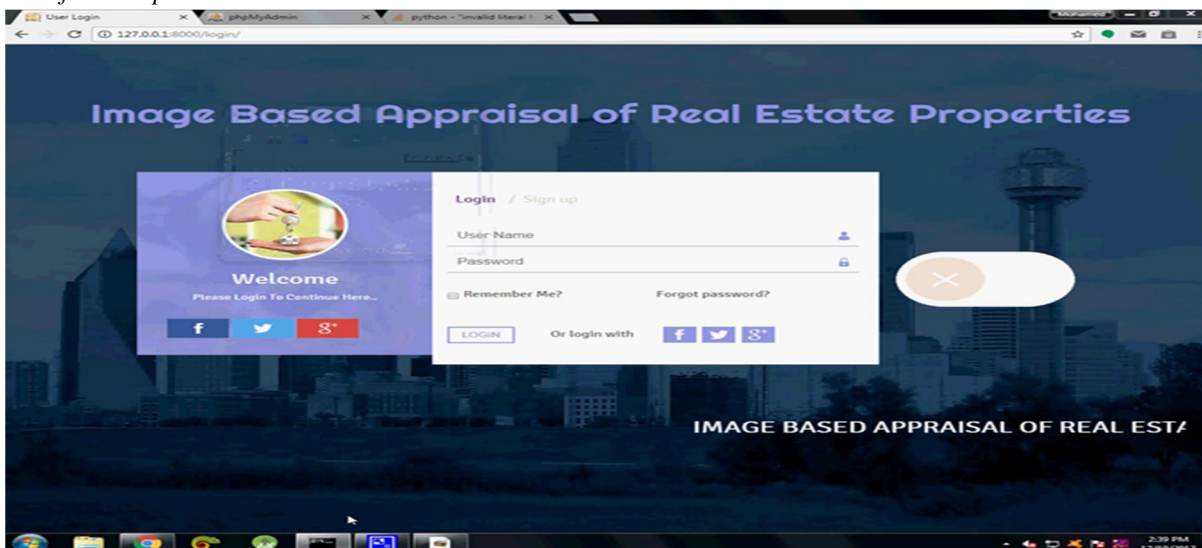 User Login
phpMyAdmin
python - "invalid literal
127.0.0.1:8000/login/
Image Based Appraisal of Real Estate Properties
Login / Sign up
User Name
Password
Welcome
Please Login To Continue Here...
Remember Me? Forgot password?
LOGIN Or login with
IMAGE BASED APPRAISAL OF REAL ESTA
2:39 PM